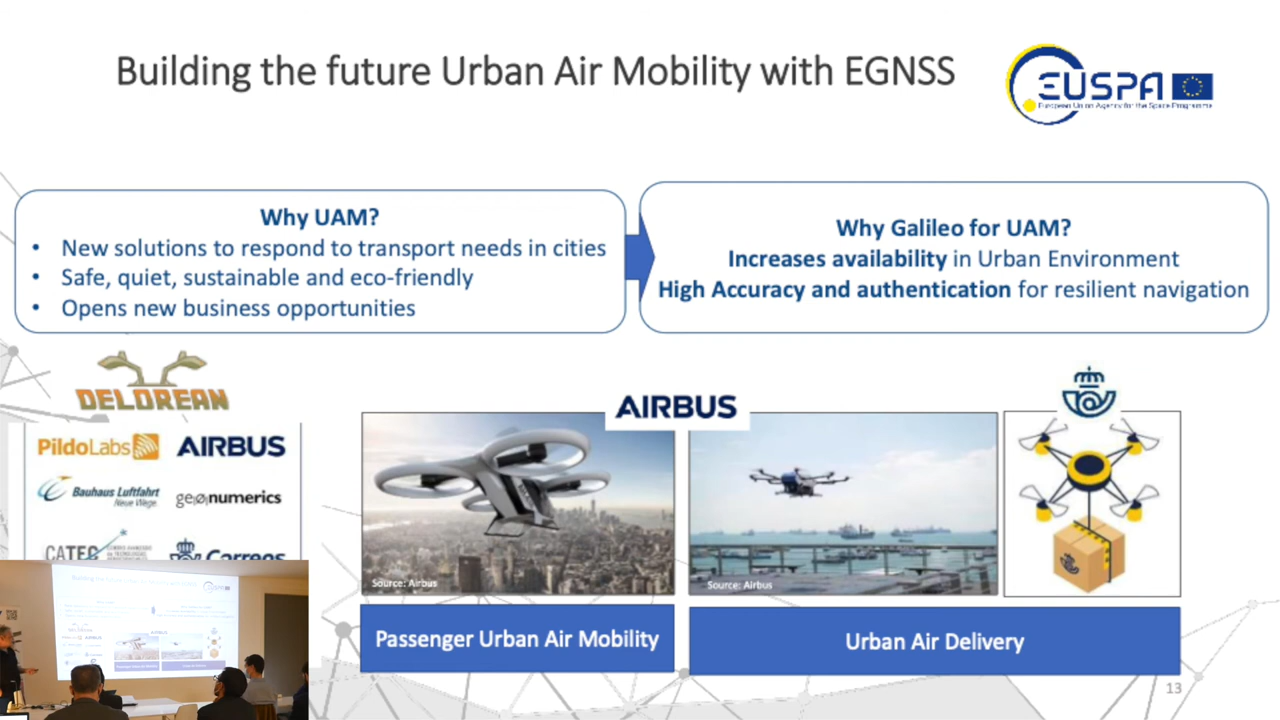 Building the future Urban Air Mobility with EGNSS
EUSPA
European Union Agency for the Space Programme
Why UAM?
• New solutions to respond to transport needs in cities
• Safe, quiet, sustainable and eco-friendly
• Opens new business opportunities
Why Galileo for UAM?
Increases availability in Urban Environment
High Accuracy and authentication for resilient navigation
DELOREAN
PildoLabs
AIRBUS
Bauhaus Luftfahrt
Neue Wege.
geonumerics
CATEC
Correos
AIRBUS
Source: Airbus
Source: Airbus
Passenger Urban Air Mobility
Urban Air Delivery
13